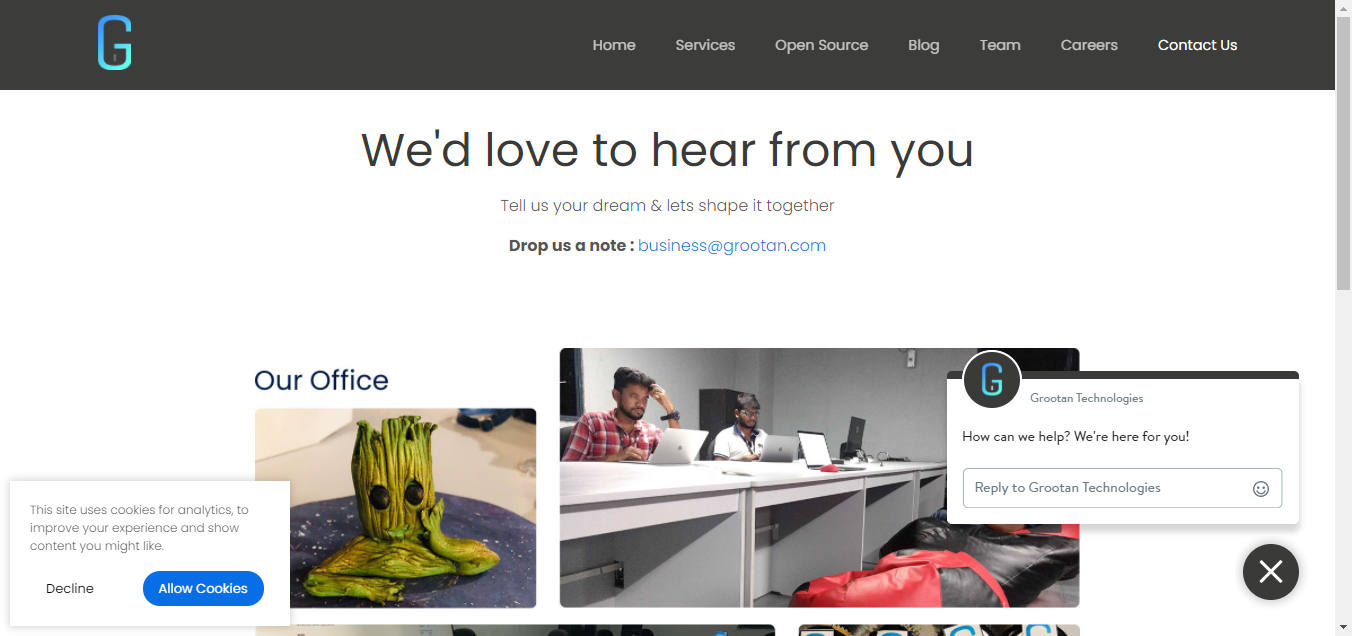 G
Home
Services
Open Source
Blog
Team
Careers
Contact Us
We'd love to hear from you
Tell us your dream & lets shape it together
Drop us a note : business@grootan.com
Our Office
G
Grootan Technologies
How can we help? We're here for you!
Reply to Grootan Technologies
This site uses cookies for analytics, to
improve your experience and show
content you might like.
Decline
Allow Cookies